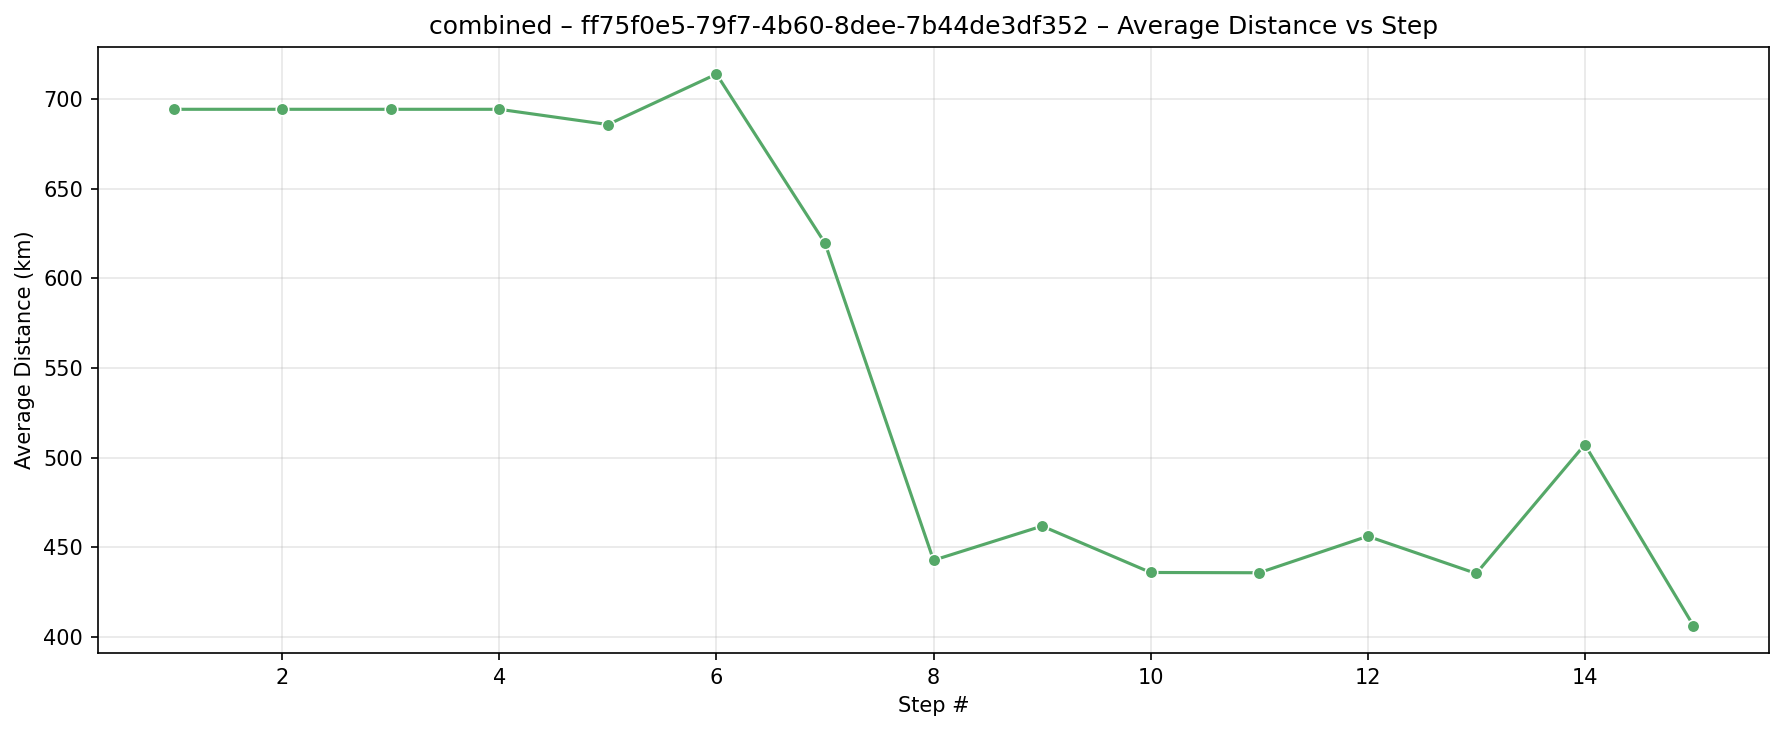 combined – ff75f0e5-79f7-4b60-8dee-7b44de3df352 – Average Distance vs Step
Average Distance (km)
700
650
600
550
500
450
400
2 4 6 8 10 12 14
Step #